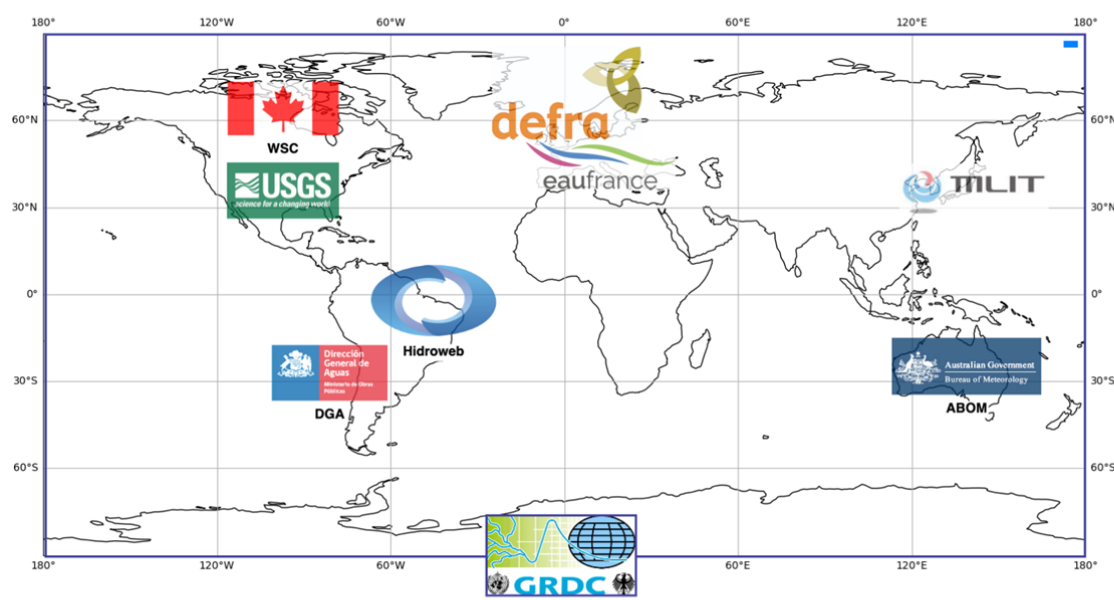 180° 120°W 60°W 0° 60°E 120°E 180°
60°N 60°N
defra
WSC
USGS
science for a changing world
eaufrance
MLIT
30°N 30°N
0° 0°
Hidroweb
Dirección
General de
Aguas
Ministerio de Obras
Públicas
DGA
Australian Government
Bureau of Meteorology
ABOM
30°S 30°S
60°S 60°S
180° 120°W 60°W 60°E 120°E 180°
GRDC